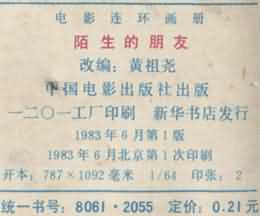 电影连环画册
陌生的朋友
改编：黄祖尧
中国电影出版社出版
一二〇一工厂印刷 新华书店发行
1983年6月第1版
1983年6月北京第1次印刷
开本：787×1092毫米 1/64 印张：2
统一书号：8061·2055 定价：0.21元